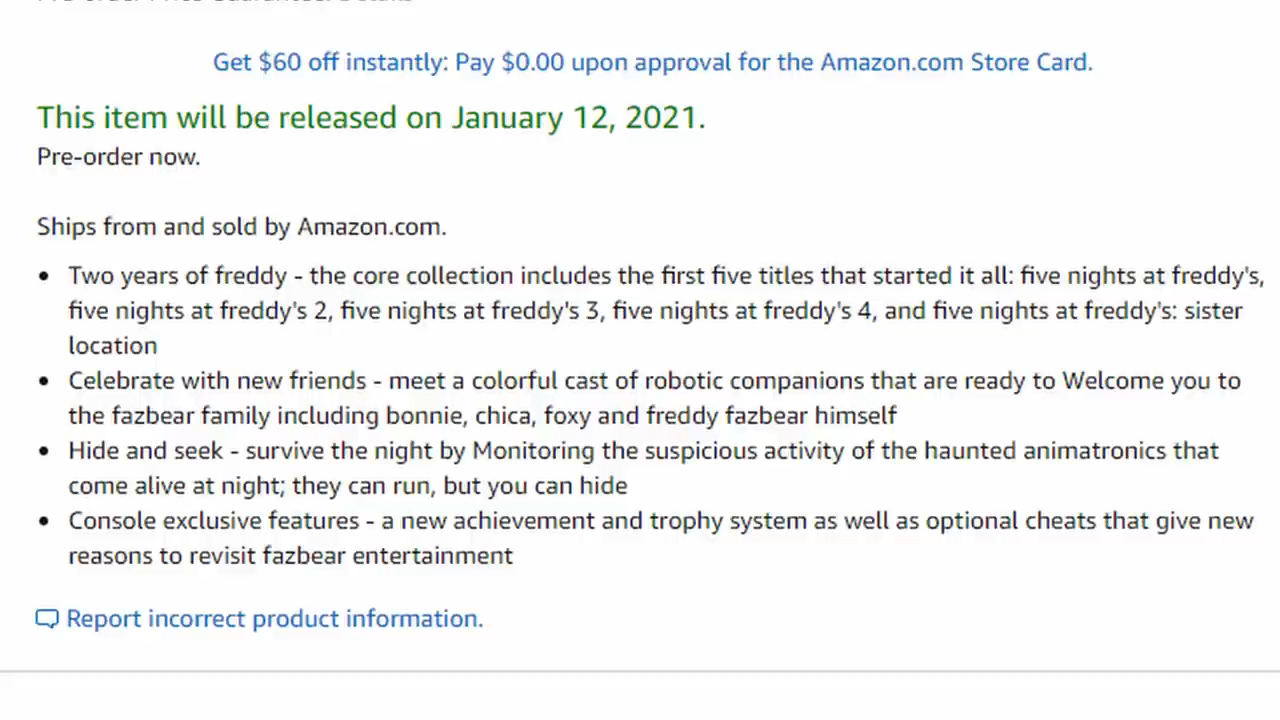 Get $60 off instantly: Pay $0.00 upon approval for the Amazon.com Store Card.
This item will be released on January 12, 2021.
Pre-order now.
Ships from and sold by Amazon.com.
• Two years of freddy - the core collection includes the first five titles that started it all: five nights at freddy's,
five nights at freddy's 2, five nights at freddy's 3, five nights at freddy's 4, and five nights at freddy's: sister
location
• Celebrate with new friends - meet a colorful cast of robotic companions that are ready to Welcome you to
the fazbear family including bonnie, chica, foxy and freddy fazbear himself
• Hide and seek - survive the night by Monitoring the suspicious activity of the haunted animatronics that
come alive at night; they can run, but you can hide
• Console exclusive features - a new achievement and trophy system as well as optional cheats that give new
reasons to revisit fazbear entertainment
Report incorrect product information.